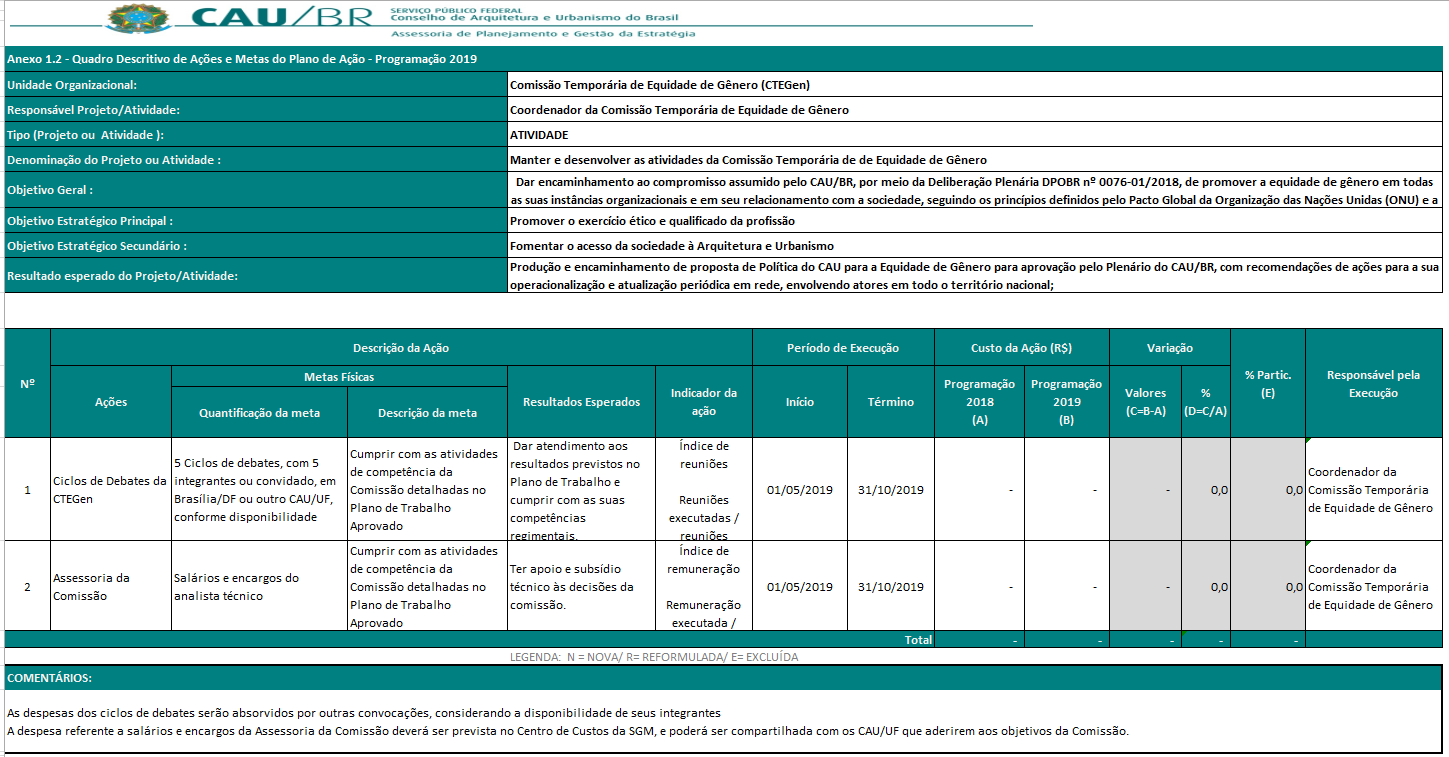 CAU/BR
SERVIÇO PÚBLICO FEDERAL
Conselho de Arquitetura e Urbanismo do Brasil
Assessoria de Planejamento e Gestão da Estratégia
Anexo 1.2 - Quadro Descritivo de Ações e Metas do Plano de Ação - Programação 2019
Unidade Organizacional:
Comissão Temporária de Equidade de Gênero (CTEGen)
Responsável Projeto/Atividade:
Coordenador da Comissão Temporária de Equidade de Gênero
Tipo (Projeto ou Atividade ):
ATIVIDADE
Denominação do Projeto ou Atividade :
Manter e desenvolver as atividades da Comissão Temporária de de Equidade de Gênero
Objetivo Geral :
Dar encaminhamento ao compromisso assumido pelo CAU/BR, por meio da Deliberação Plenária DPOBR nº 0076-01/2018, de promover a equidade de gênero em todas
as suas instâncias organizacionais e em seu relacionamento com a sociedade, seguindo os princípios definidos pelo Pacto Global da Organização das Nações Unidas (ONU) e a
Objetivo Estratégico Principal :
Promover o exercício ético e qualificado da profissão
Objetivo Estratégico Secundário :
Fomentar o acesso da sociedade à Arquitetura e Urbanismo
Resultado esperado do Projeto/Atividade:
Produção e encaminhamento de proposta de Política do CAU para a Equidade de Gênero para aprovação pelo Plenário do CAU/BR, com recomendações de ações para a sua
operacionalização e atualização periódica em rede, envolvendo atores em todo o território nacional;
Nº
Descrição da Ação
Período de Execução
Custo da Ação (R$)
Variação
% Partic.
(E)
Responsável pela
Execução
Ações
Metas Físicas
Quantificação da meta
Descrição da meta
Resultados Esperados
Indicador da
ação
Início
Término
Programação
2018
(A)
Programação
2019
(B)
Valores
(C=B-A)
%
(D=C/A)
1
Ciclos de Debates da
CTEGen
5 Ciclos de debates, com 5
integrantes ou convidado, em
Brasília/DF ou outro CAU/UF,
conforme disponibilidade
Cumprir com as atividades
de competência da
Comissão detalhadas no
Plano de Trabalho
Aprovado
Dar atendimento aos
resultados previstos no
Plano de Trabalho e
cumprir com as suas
competências
regimentais.
Índice de
reuniões
Reuniões
executadas /
reuniões
01/05/2019
31/10/2019
-
-
-
0,0
0,0
Coordenador da
Comissão Temporária
de Equidade de Gênero
2
Assessoria da
Comissão
Salários e encargos do
analista técnico
Cumprir com as atividades
de competência da
Comissão detalhadas no
Plano de Trabalho
Aprovado
Ter apoio e subsídio
técnico às decisões da
comissão.
Índice de
remuneração
Remuneração
executada /
01/05/2019
31/10/2019
-
-
-
0,0
0,0
Coordenador da
Comissão Temporária
de Equidade de Gênero
Total
-
-
-
-
-
LEGENDA: N = NOVA/ R= REFORMULADA/ E= EXCLUÍDA
COMENTÁRIOS:
As despesas dos ciclos de debates serão absorvidos por outras convocações, considerando a disponibilidade de seus integrantes
A despesa referente a salários e encargos da Assessoria da Comissão deverá ser prevista no Centro de Custos da SGM, e poderá ser compartilhada com os CAU/UF que aderirem aos objetivos da Comissão.